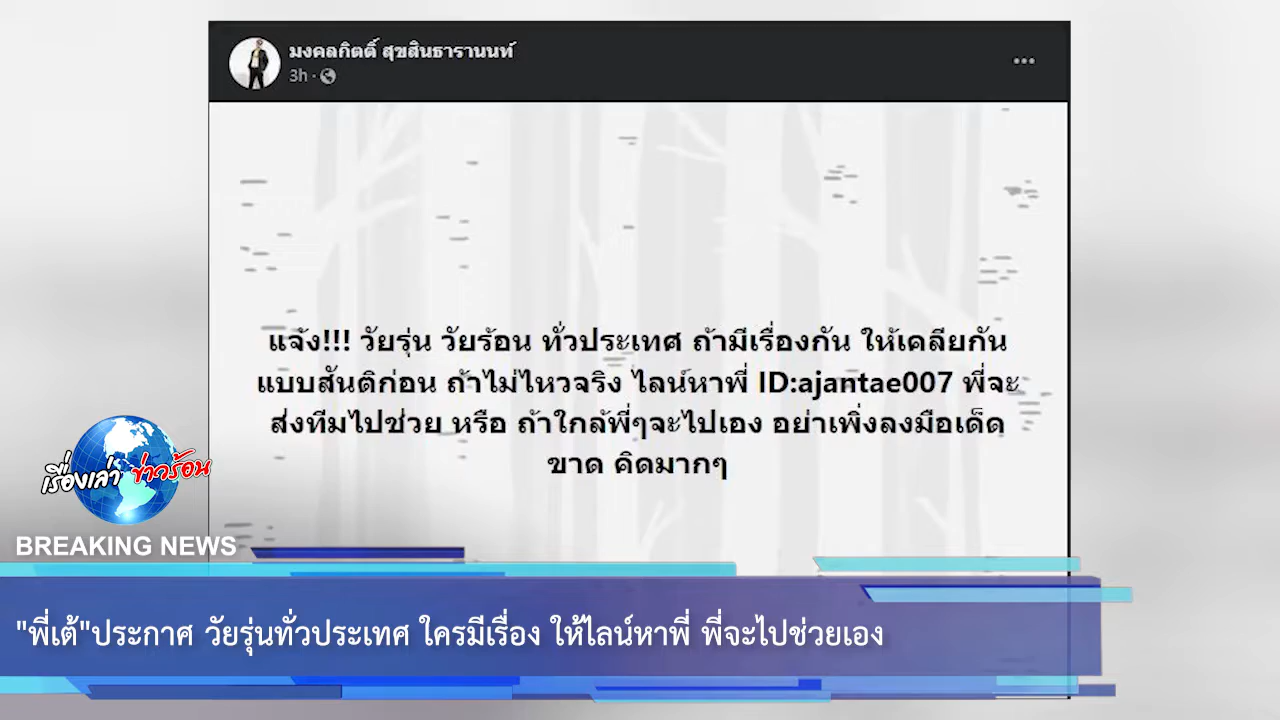 มงคลกิตติ์ สุขสินธารานนท์
3h
แจ้ง!!! วัยรุ่น วัยร้อน ทั่วประเทศ ถ้ามีเรื่องกัน ให้เคลียกัน
แบบสันติก่อน ถ้าไม่ไหวจริง ไลน์หาพี่ ID:ajantae007 พี่จะ
ส่งทีมไปช่วย หรือ ถ้าใกล้พี่ๆจะไปเอง อย่าเพิ่งลงมือเด็ด
ขาด คิดมากๆ
เรื่องเล่า ข่าวร้อน
BREAKING NEWS
"พี่เต้"ประกาศ วัยรุ่นทั่วประเทศ ใครมีเรื่อง ให้ไลน์หาพี่ พี่จะไปช่วยเอง